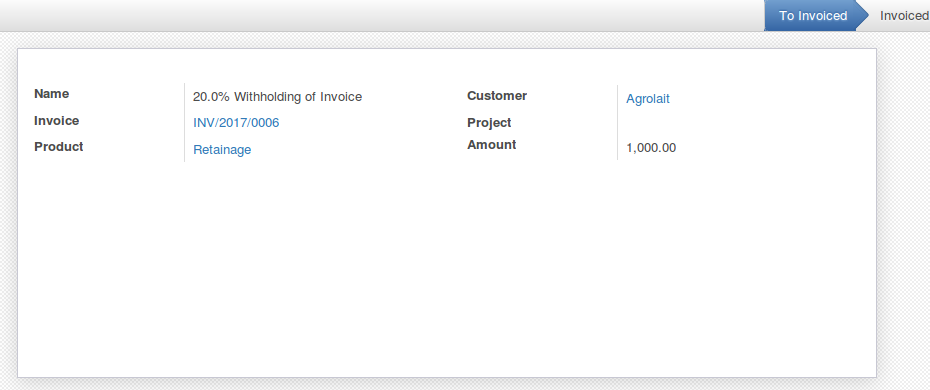 To Invoiced Invoiced
Name 20.0% Withholding of Invoice Customer Agrolait
Invoice INV/2017/0006 Project
Product Retainage Amount 1,000.00